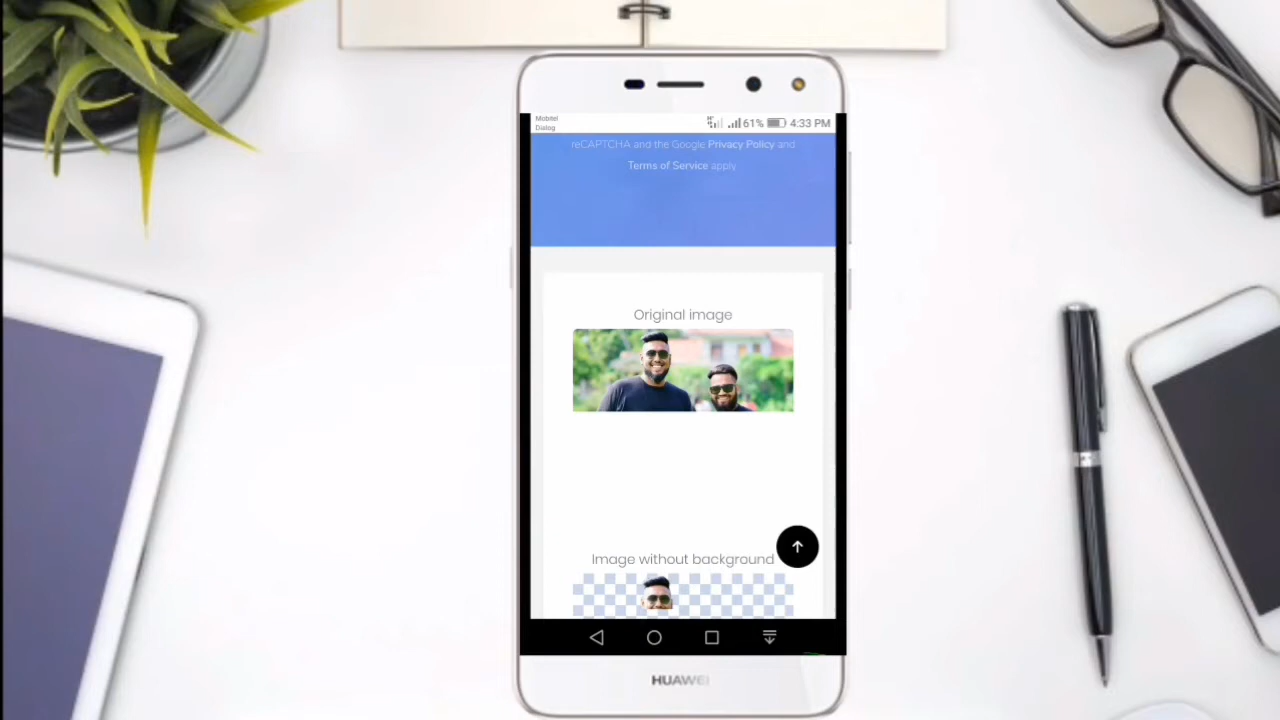 Mobitel
Dialog
61%
4:33 PM
reCAPTCHA and the Google Privacy Policy and
Terms of Service apply
Original image
Image without background
HUAWEI